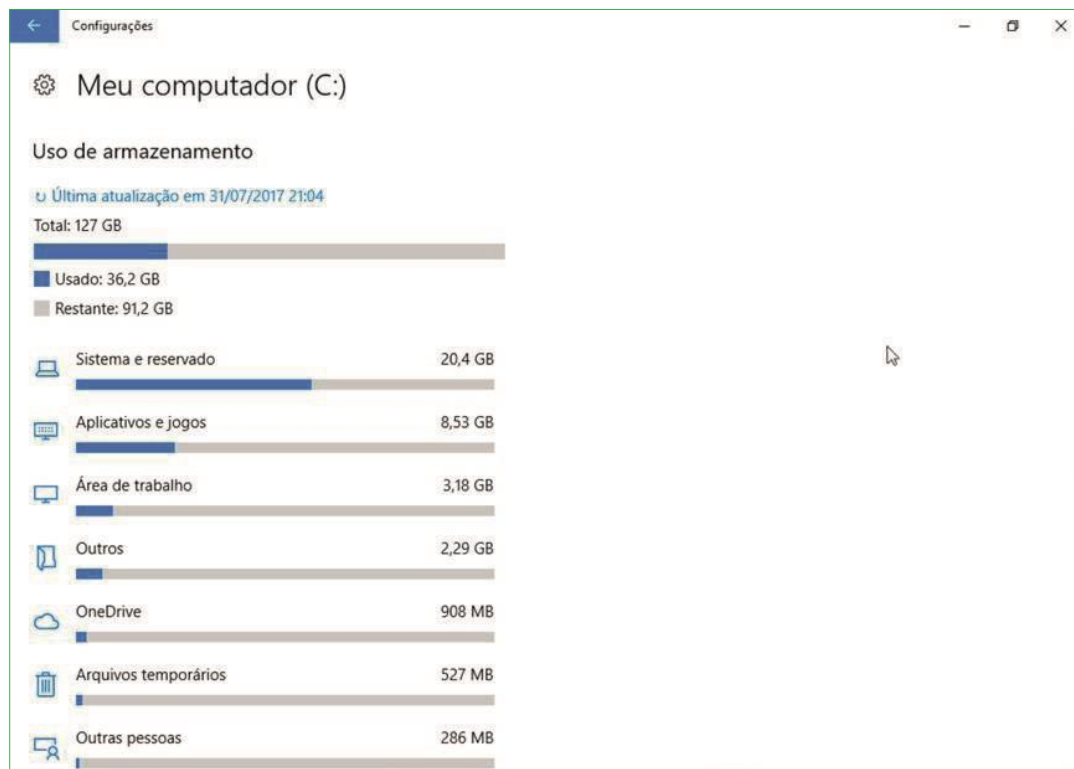 Configurações
Meu computador (C:)
Uso de armazenamento
Última atualização em 31/07/2017 21:04
Total: 127 GB
Usado: 36,2 GB
Restante: 91,2 GB
Sistema e reservado 20,4 GB
Aplicativos e jogos 8,53 GB
Área de trabalho 3,18 GB
Outros 2,29 GB
OneDrive 908 MB
Arquivos temporários 527 MB
Outras pessoas 286 MB